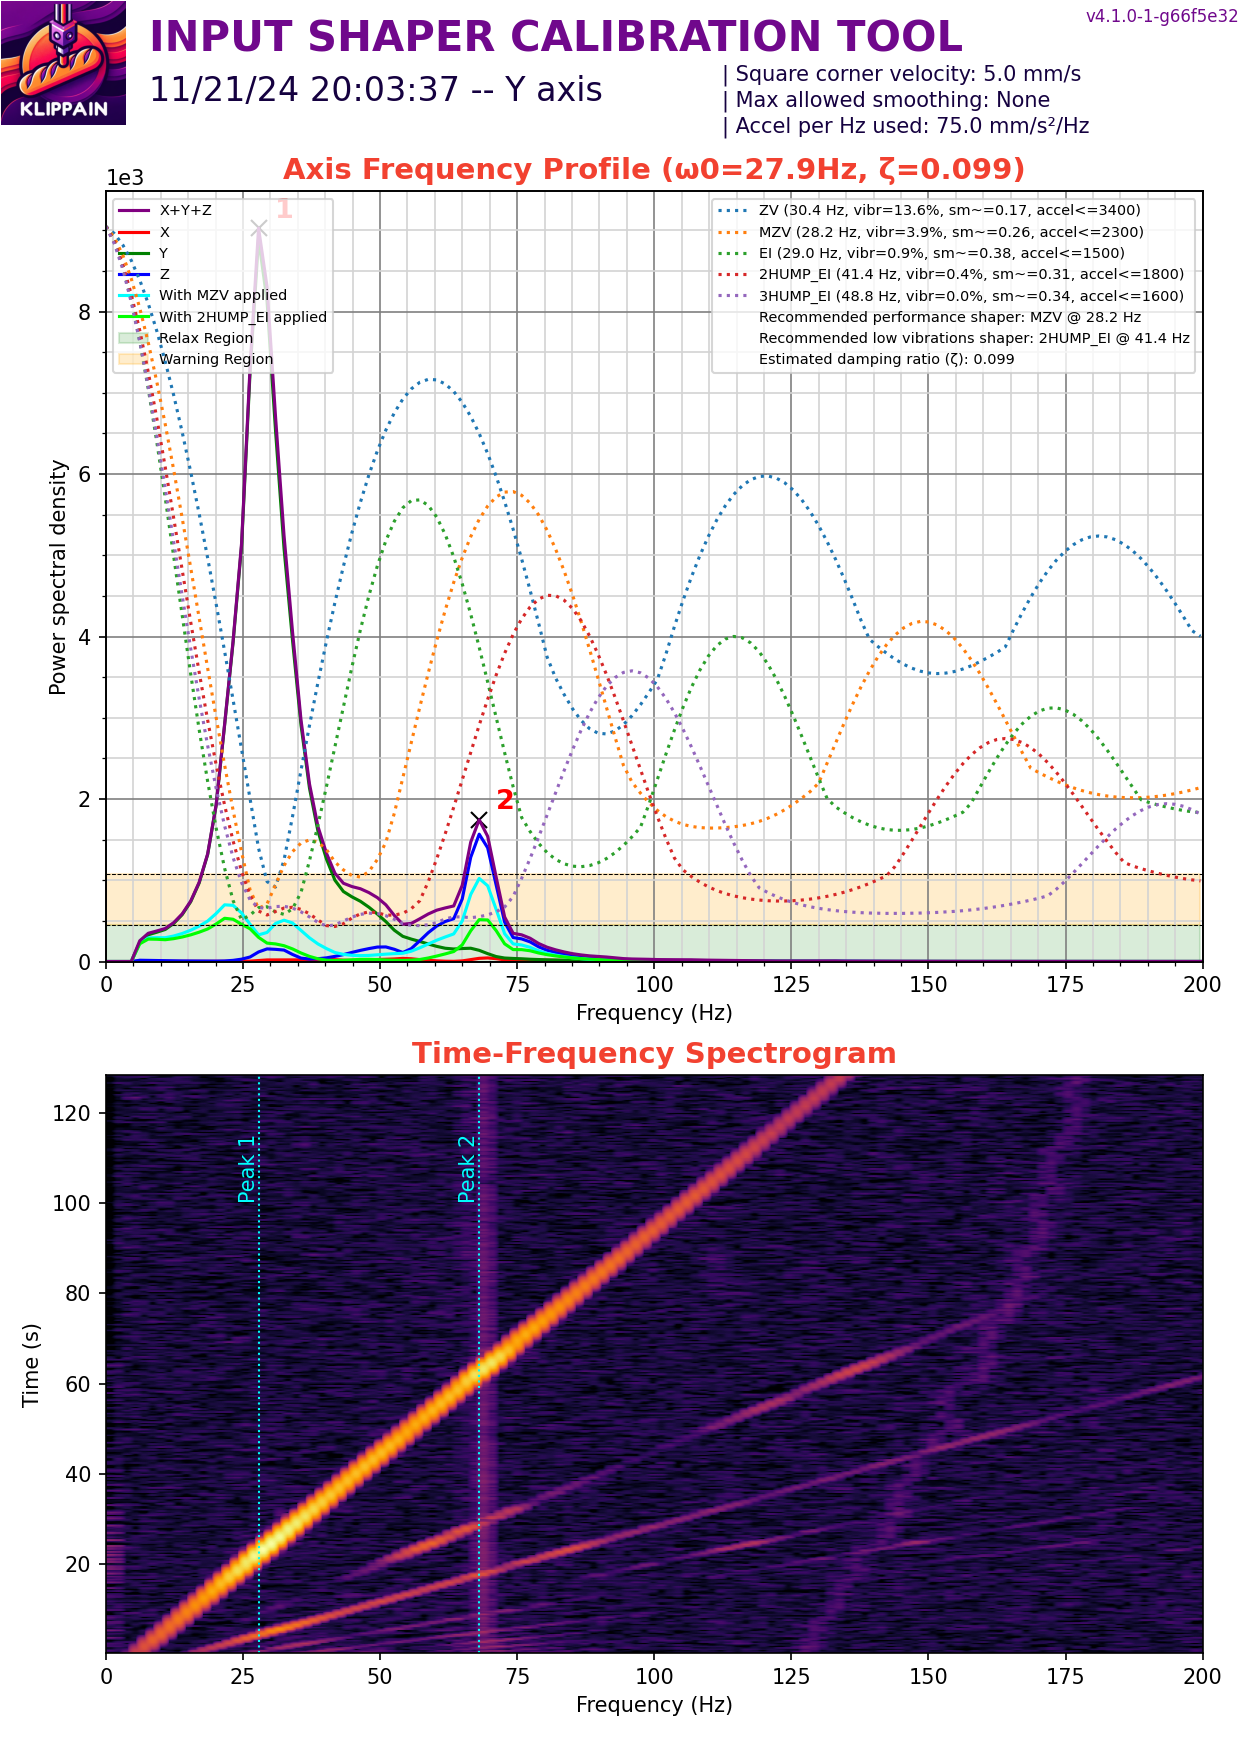 v4.1.0-1-g66f5e32
INPUT SHAPER CALIBRATION TOOL
11/21/24 20:03:37 -- Y axis
| Square corner velocity: 5.0 mm/s
| Max allowed smoothing: None
| Accel per Hz used: 75.0 mm/s²/Hz
KLIPPAIN
Axis Frequency Profile (ω0=27.9Hz, ζ=0.099)
1e3
X+Y+Z
X
Y
Z
With MZV applied
With 2HUMP_EI applied
Relax Region
Warning Region
1
ZV (30.4 Hz, vibr=13.6%, sm~=0.17, accel<=3400)
MZV (28.2 Hz, vibr=3.9%, sm~=0.26, accel<=2300)
EI (29.0 Hz, vibr=0.9%, sm~=0.38, accel<=1500)
2HUMP_EI (41.4 Hz, vibr=0.4%, sm~=0.31, accel<=1800)
3HUMP_EI (48.8 Hz, vibr=0.0%, sm~=0.34, accel<=1600)
Recommended performance shaper: MZV @ 28.2 Hz
Recommended low vibrations shaper: 2HUMP_EI @ 41.4 Hz
Estimated damping ratio (ζ): 0.099
2
8
6
4
2
0
Power spectral density
0 25 50 75 100 125 150 175 200
Frequency (Hz)
Time-Frequency Spectrogram
Peak 1
Peak 2
120
100
80
60
40
20
Time (s)
0 25 50 75 100 125 150 175 200
Frequency (Hz)